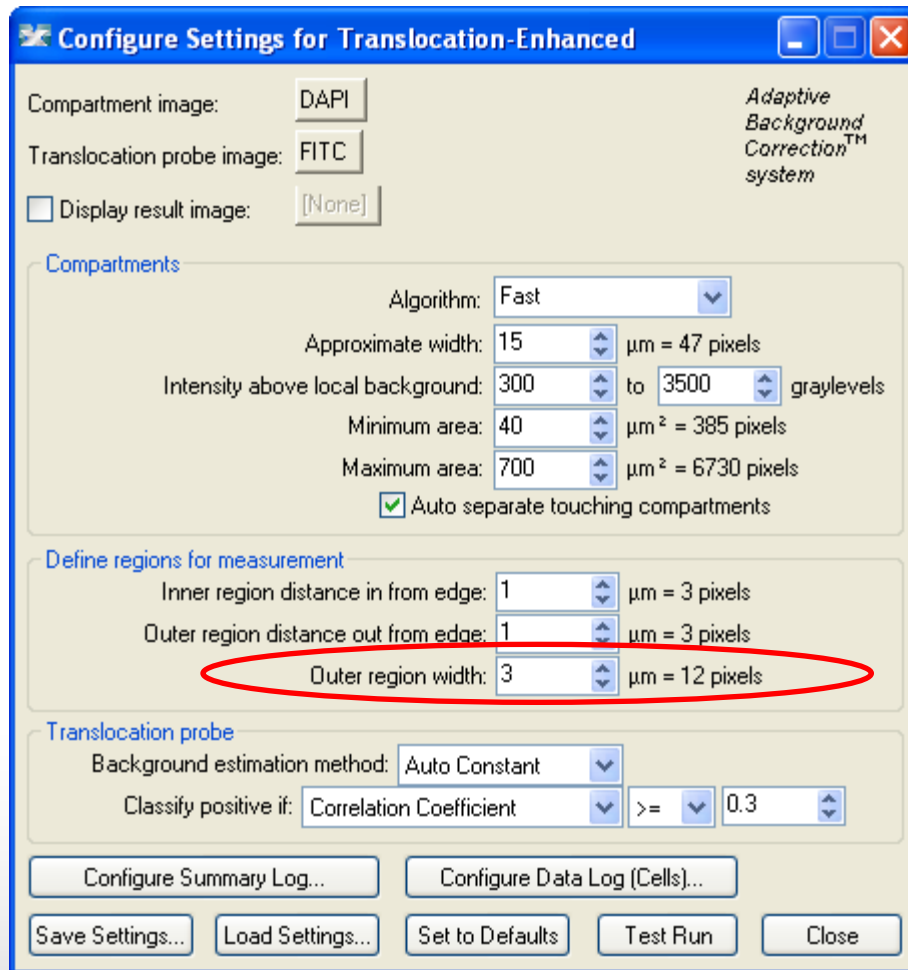 Configure Settings for Translocation-Enhanced
Compartment image: DAPI
Adaptive
Background
Correction™
system
Translocation probe image: FITC
Display result image: [None]
Compartments
Algorithm: Fast
Approximate width: 15 µm = 47 pixels
Intensity above local background: 300 to 3500 graylevels
Minimum area: 40 µm² = 385 pixels
Maximum area: 700 µm² = 6730 pixels
Auto separate touching compartments
Define regions for measurement
Inner region distance in from edge: 1 µm = 3 pixels
Outer region distance out from edge: 1 µm = 3 pixels
Outer region width: 3 µm = 12 pixels
Translocation probe
Background estimation method: Auto Constant
Classify positive if: Correlation Coefficient >= 0.3
Configure Summary Log... Configure Data Log (Cells)...
Save Settings... Load Settings... Set to Defaults Test Run Close